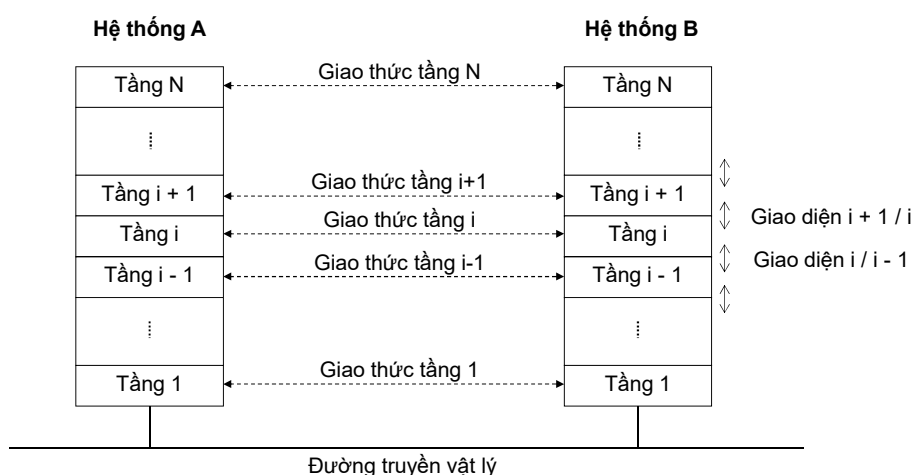 Hệ thống A
Hệ thống B
Tầng N
Giao thức tầng N
Tầng N
Tầng i + 1
Giao thức tầng i+1
Tầng i + 1
Giao diện i + 1 / i
Tầng i
Giao thức tầng i
Tầng i
Tầng i - 1
Giao thức tầng i-1
Tầng i - 1
Giao diện i / i - 1
Tầng 1
Giao thức tầng 1
Tầng 1
Đường truyền vật lý